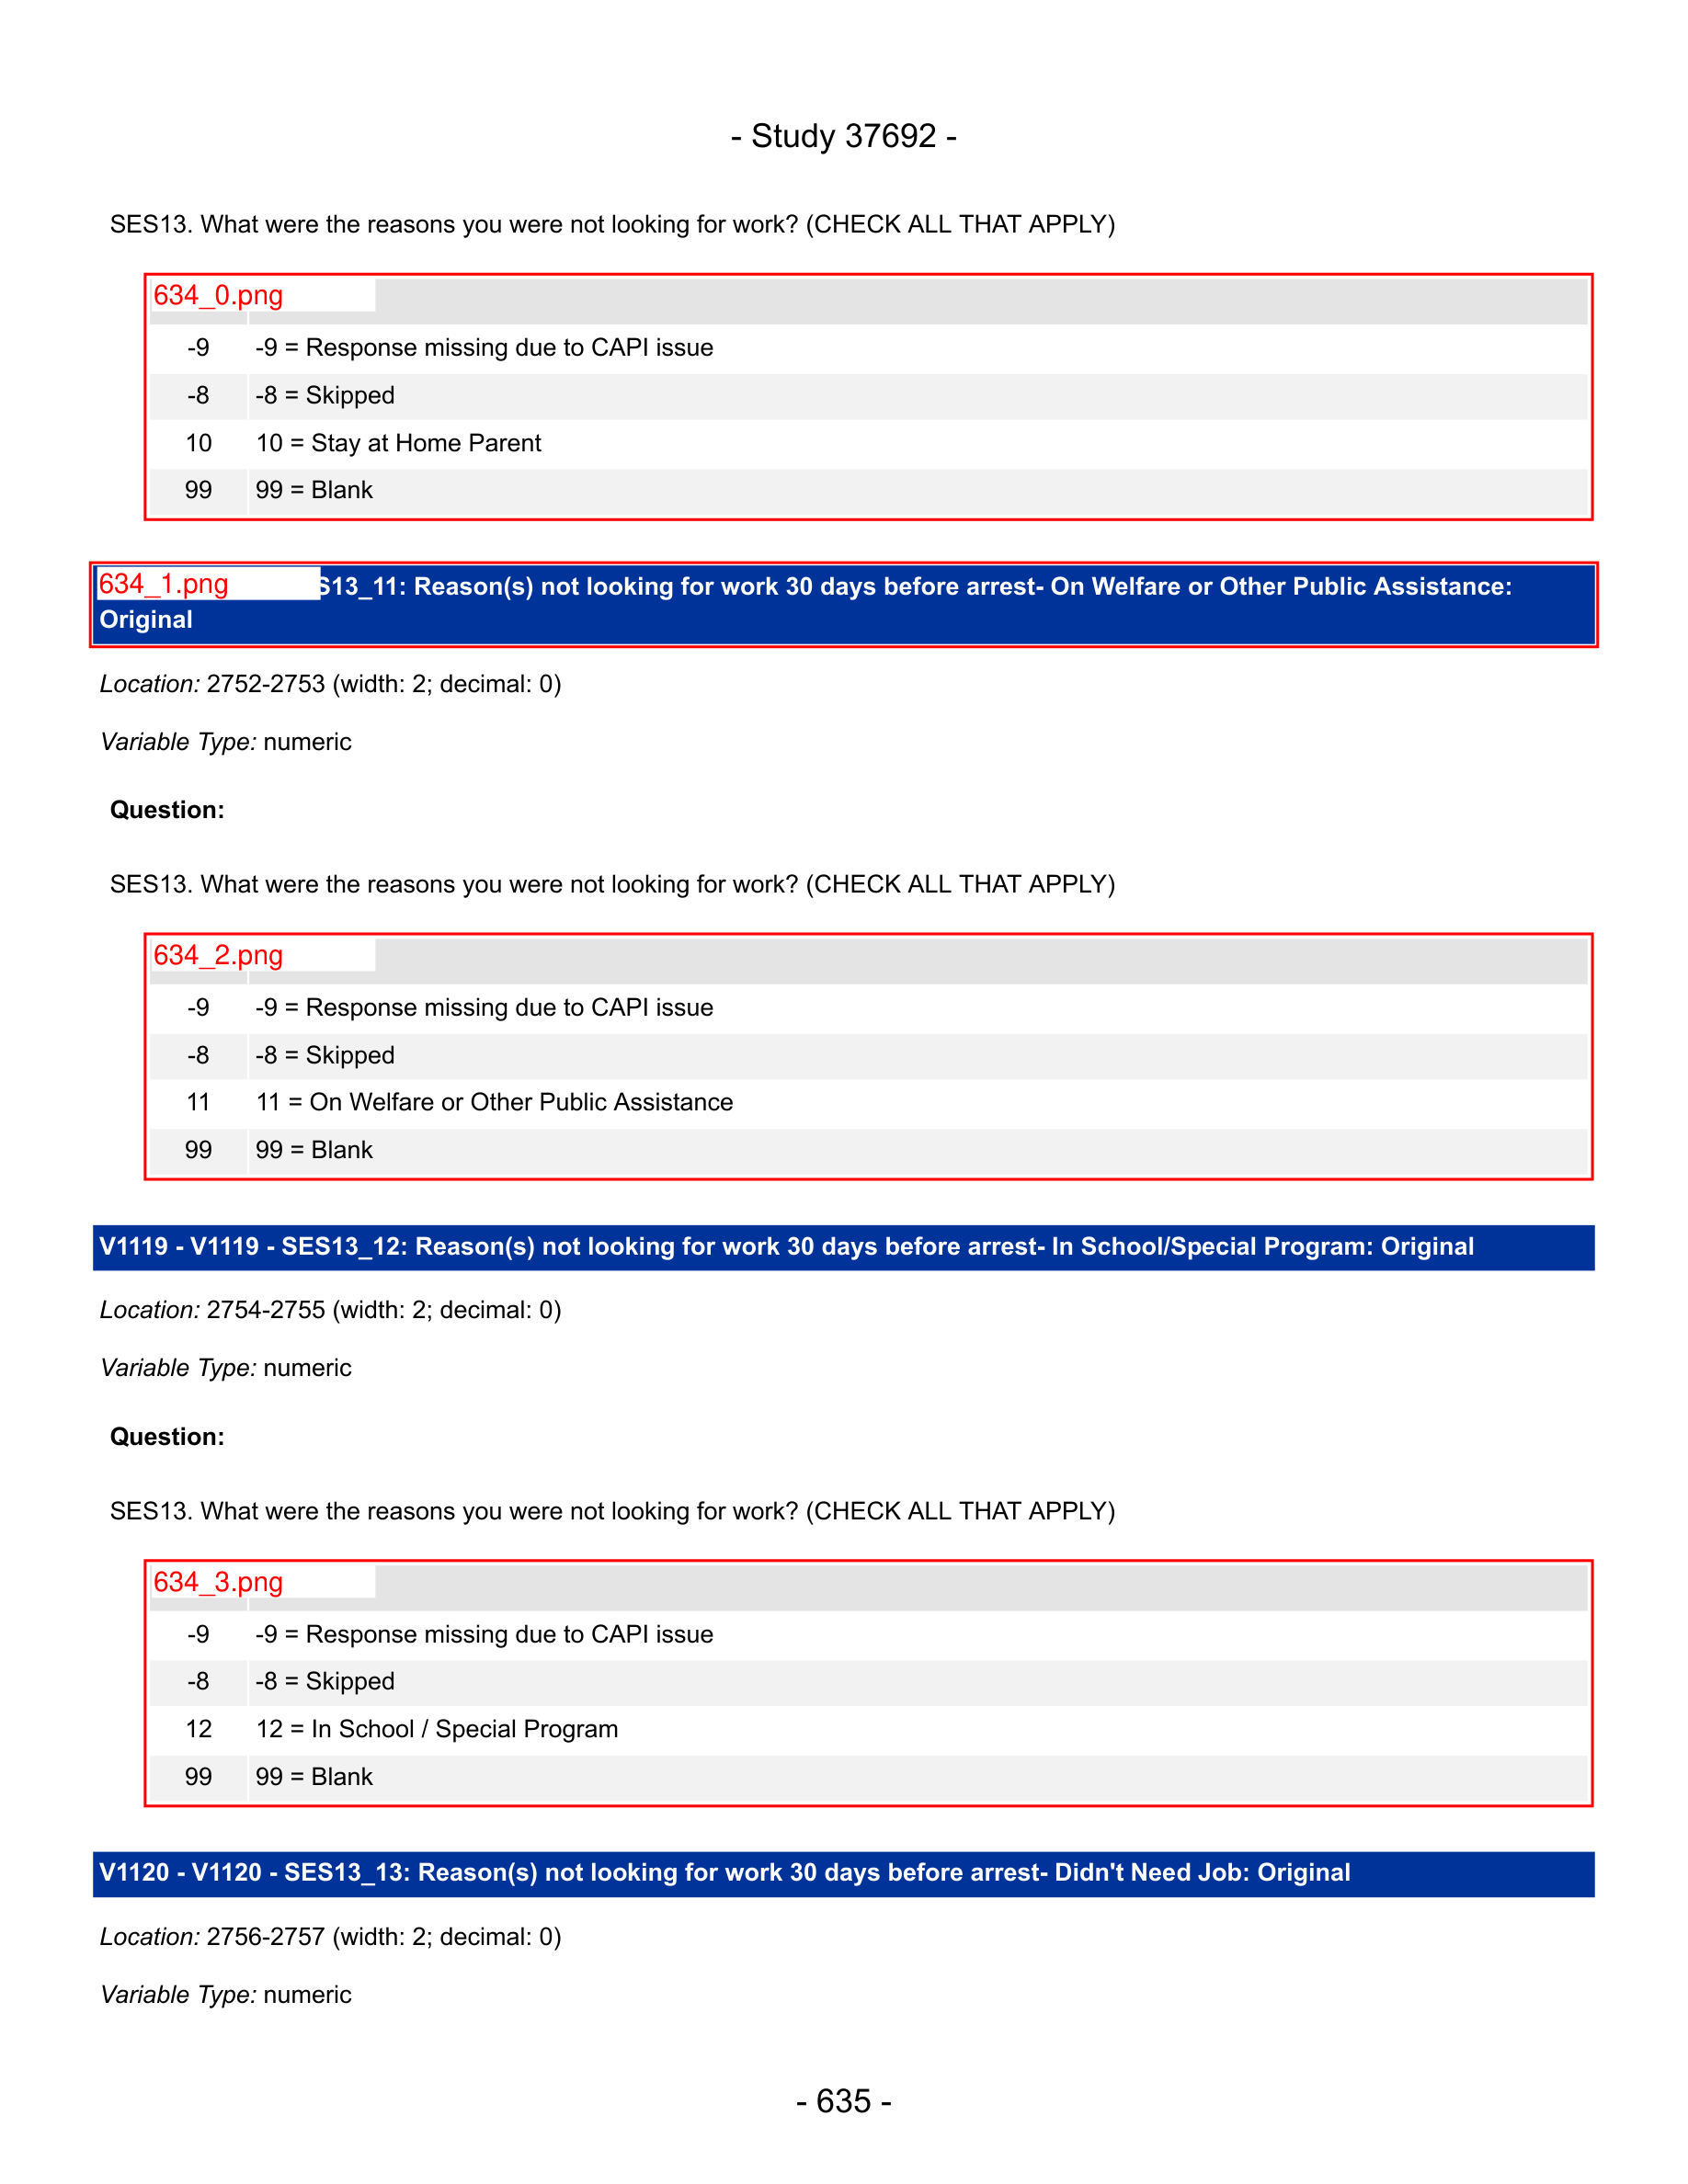 - Study 37692 -
SES13. What were the reasons you were not looking for work? (CHECK ALL THAT APPLY)
634_0.png
-9 -9 = Response missing due to CAPI issue
-8 -8 = Skipped
10 10 = Stay at Home Parent
99 99 = Blank
634_1.png S13_11: Reason(s) not looking for work 30 days before arrest- On Welfare or Other Public Assistance:
Original
Location: 2752-2753 (width: 2; decimal: 0)
Variable Type: numeric
Question:
SES13. What were the reasons you were not looking for work? (CHECK ALL THAT APPLY)
634_2.png
-9 -9 = Response missing due to CAPI issue
-8 -8 = Skipped
11 11 = On Welfare or Other Public Assistance
99 99 = Blank
V1119 - V1119 - SES13_12: Reason(s) not looking for work 30 days before arrest- In School/Special Program: Original
Location: 2754-2755 (width: 2; decimal: 0)
Variable Type: numeric
Question:
SES13. What were the reasons you were not looking for work? (CHECK ALL THAT APPLY)
634_3.png
-9 -9 = Response missing due to CAPI issue
-8 -8 = Skipped
12 12 = In School / Special Program
99 99 = Blank
V1120 - V1120 - SES13_13: Reason(s) not looking for work 30 days before arrest- Didn't Need Job: Original
Location: 2756-2757 (width: 2; decimal: 0)
Variable Type: numeric
- 635 -